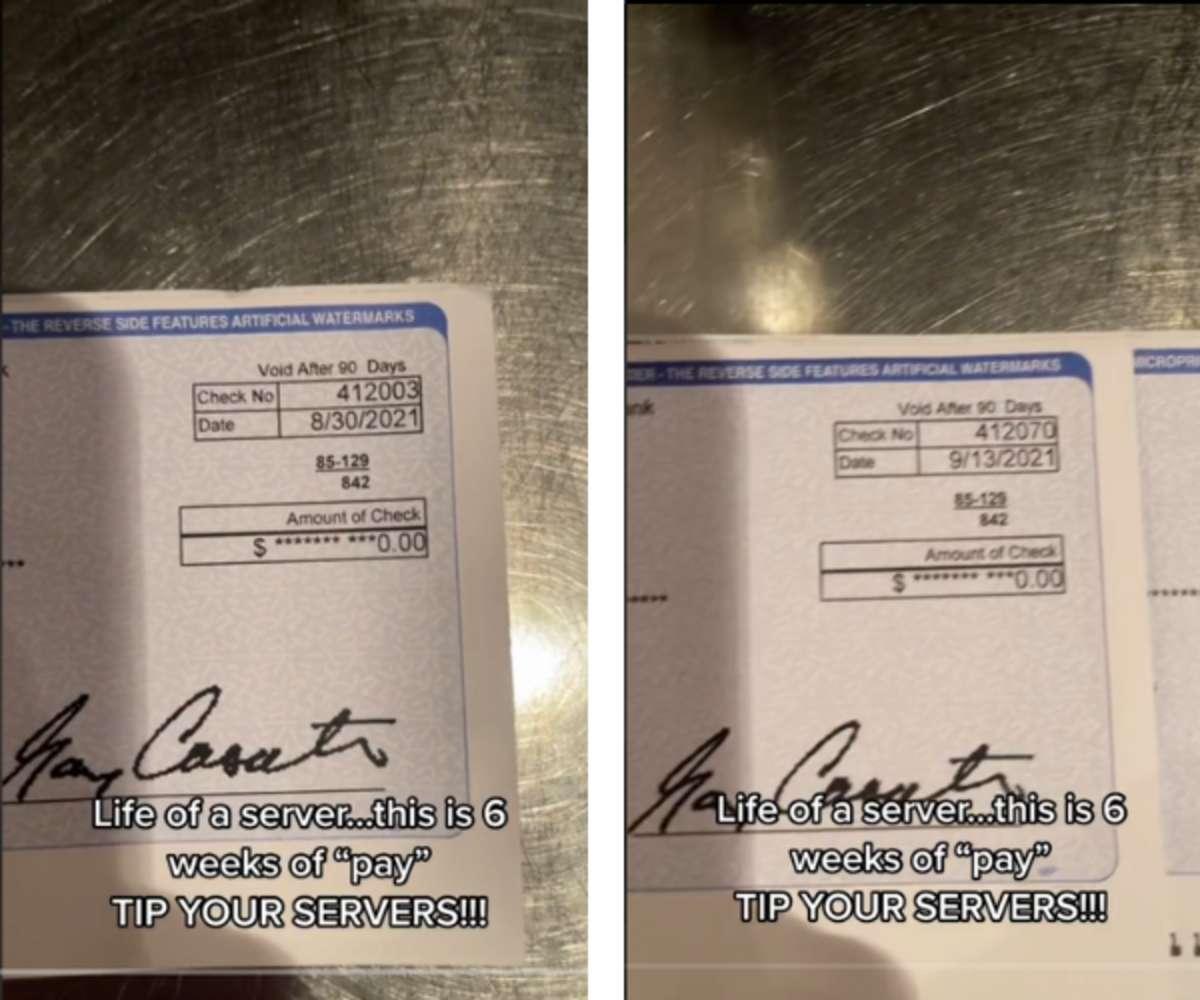 - THE REVERSE SIDE FEATURES ARTIFICIAL WATERMARKS
Void After 90 Days
Check No 412003
Date 8/30/2021
85-129
842
Amount of Check
$ ******* ***0.00
Life of a server...this is 6
weeks of “pay”
TIP YOUR SERVERS!!!
- THE REVERSE SIDE FEATURES ARTIFICIAL WATERMARKS
nk
Void After 90 Days
Check No 412070
Date 9/13/2021
85-129
842
Amount of Check
$ ******* ***0.00
Life of a server...this is 6
weeks of “pay”
TIP YOUR SERVERS!!!